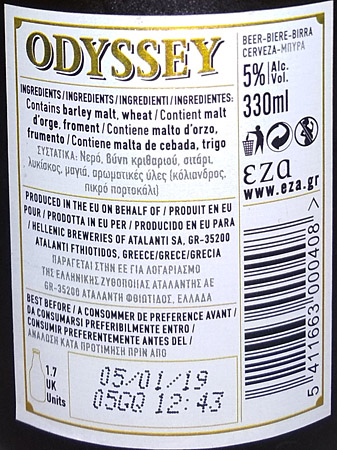 ODYSSEY
INGREDIENTS/INGREDIENTS/INGREDIENTI/INGREDIENTES:
Contains barley malt, wheat/Contient malt
d'orge, froment/Contiene malto d'orzo,
frumento/Contiene malta de cebada, trigo
ΣΥΣΤΑΤΙΚΑ: Νερό, βύνη κριθαριού, σιτάρι,
λυκίσκος, μαγιά, αρωματικές ύλες (κόλιανδρος,
πικρό πορτοκάλι)
PRODUCED IN THE EU ON BEHALF OF / PRODUIT EN EU
POUR / PRODOTTA IN EU PER / PRODUCIDO EN EU PARA
/ HELLENIC BREWERIES OF ATALANTI SA, GR-35200
ATALANTI FTHIOTIDOS, GREECE/GRECE/GRECIA
ΠΑΡΑΓΕΤΑΙ ΣΤΗΝ ΕΕ ΓΙΑ ΛΟΓΑΡΙΑΣΜΟ
ΤΗΣ ΕΛΛΗΝΙΚΗΣ ΖΥΘΟΠΟΙΙΑΣ ΑΤΑΛΑΝΤΗΣ ΑΕ
GR-35200 ΑΤΑΛΑΝΤΗ ΦΘΙΩΤΙΔΟΣ, ΕΛΛΑΔΑ
BEST BEFORE / A CONSOMMER DE PREFERENCE AVANT /
DA CONSUMARSI PREFERIBILMENTE ENTRO /
CONSUMIR PREFERENTEMENTE ANTES DEL /
ΑΝΑΛΩΣΗ ΚΑΤΑ ΠΡΟΤΙΜΗΣΗ ΠΡΙΝ ΑΠΟ
1.7
UK
Units
05/01/19
05GQ 12:43
BEER-BIERE-BIRRA
CERVEZA-ΜΠΥΡΑ
5% Alc.
Vol.
330ml
εza
www.eza.gr
5 411663 000408 >